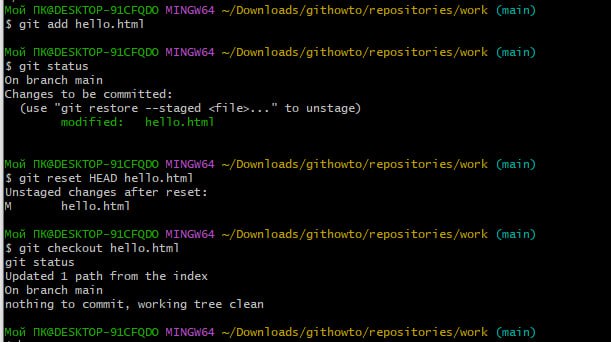 Мой ПК@DESKTOP-91CFQDO MINGW64 ~/Downloads/githowto/repositories/work (main)
$ git add hello.html
Мой ПК@DESKTOP-91CFQDO MINGW64 ~/Downloads/githowto/repositories/work (main)
$ git status
On branch main
Changes to be committed:
  (use "git restore --staged <file>..." to unstage)
        modified:   hello.html
Мой ПК@DESKTOP-91CFQDO MINGW64 ~/Downloads/githowto/repositories/work (main)
$ git reset HEAD hello.html
Unstaged changes after reset:
M       hello.html
Мой ПК@DESKTOP-91CFQDO MINGW64 ~/Downloads/githowto/repositories/work (main)
$ git checkout hello.html
git status
Updated 1 path from the index
On branch main
nothing to commit, working tree clean
Мой ПК@DESKTOP-91CFQDO MINGW64 ~/Downloads/githowto/repositories/work (main)